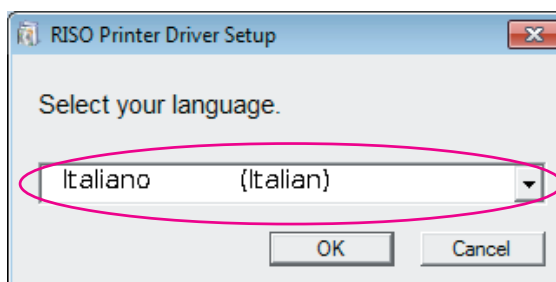 RISO Printer Driver Setup
Select your language.
Italiano (Italian)
OK Cancel